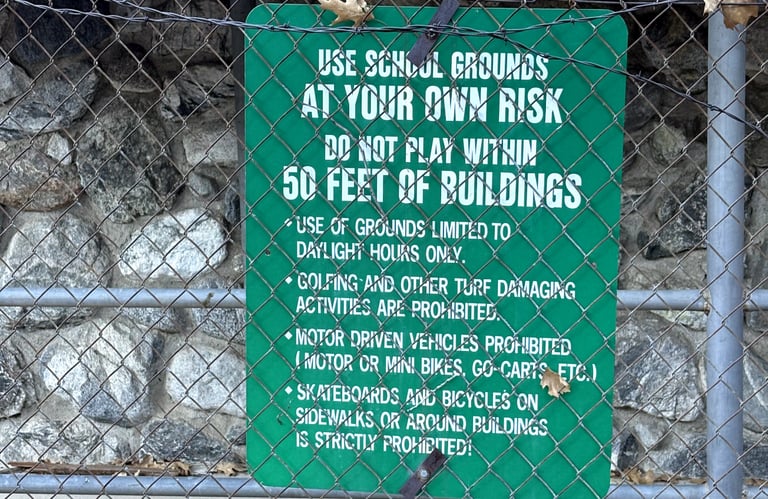 USE SCHOOL GROUNDS
AT YOUR OWN RISK
DO NOT PLAY WITHIN
50 FEET OF BUILDINGS
• USE OF GROUNDS LIMITED TO
DAYLIGHT HOURS ONLY.
• GOLFING AND OTHER TURF DAMAGING
ACTIVITIES ARE PROHIBITED.
• MOTOR DRIVEN VEHICLES PROHIBITED
( MOTOR OR MINI BIKES, GO-CARTS, ETC.)
• SKATEBOARDS AND BICYCLES ON
SIDEWALKS OR AROUND BUILDINGS
IS STRICTLY PROHIBITED!